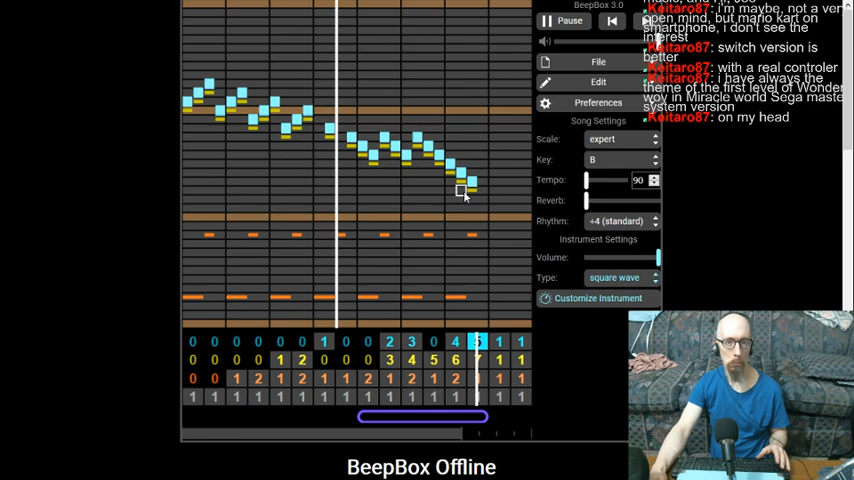 BeepBox 3.0
Pause
File
Edit
Preferences
Song Settings
Scale: expert
Key: B
Tempo: 90
Reverb:
Rhythm: ÷4 (standard)
Instrument Settings
Volume:
Type: square wave
Customize Instrument
Keitaro87: i'm maybe, not a very
open mind, but mario kart on
smartphone, i don't see the
interest
Keitaro87: switch version is
better
Keitaro87: with a real controler
Keitaro87: i have always the
theme of the first level of Wonder
woy in Miracle world Sega master
system version
Keitaro87: on my head
0 0 0 0 0 0 1 0 0 2 3 0 4 5 1 1
0 0 0 0 1 2 0 0 0 3 4 5 6 7 1 1
0 0 1 2 1 2 1 1 2 1 2 1 2 1 1 1
1 1 1 1 1 1 1 1 1 1 1 1 1 1 1 1
BeepBox Offline